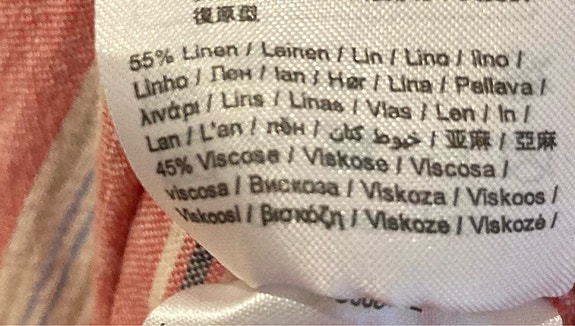 復原型
55% Linen / Leinen / Lin / Lino / lino /
Linho / Лен / lan / Hør / Lina / Pellava /
λινάρι / Lins / Linas / Vlas / Len / In /
Lan / L'an / лён / خيوط كتان / 亚麻 / 亞麻
45% Viscose / Viskose / Viscosa /
viscosa / Вискоза / Viskoza / Viskoos /
Viskoosi / βισκόζη / Viskoze / Viskozė /